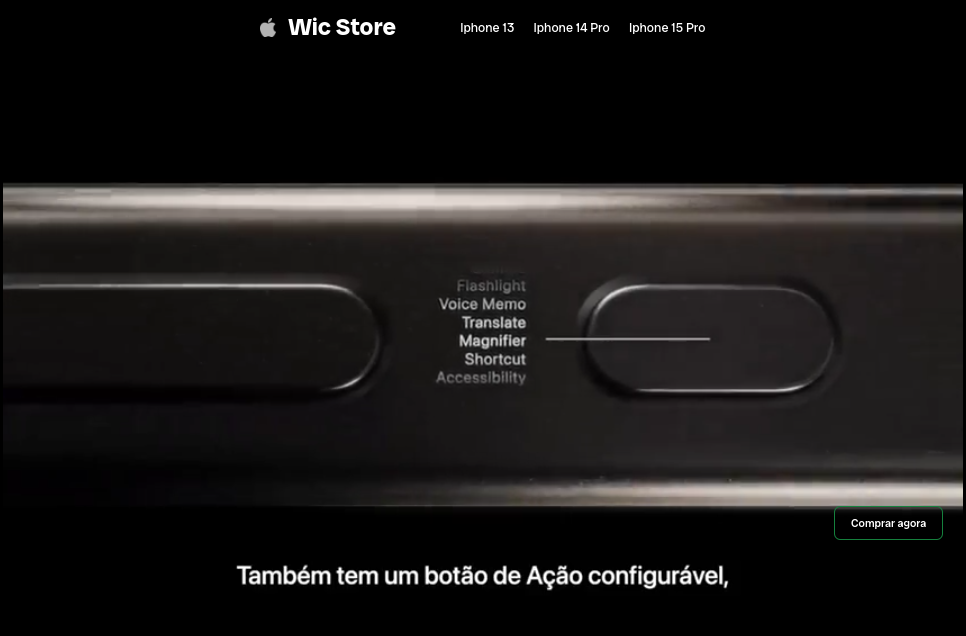 Wic Store
Iphone 13
Iphone 14 Pro
Iphone 15 Pro
Flashlight
Voice Memo
Translate
Magnifier
Shortcut
Accessibility
Comprar agora
Também tem um botão de Ação configurável,